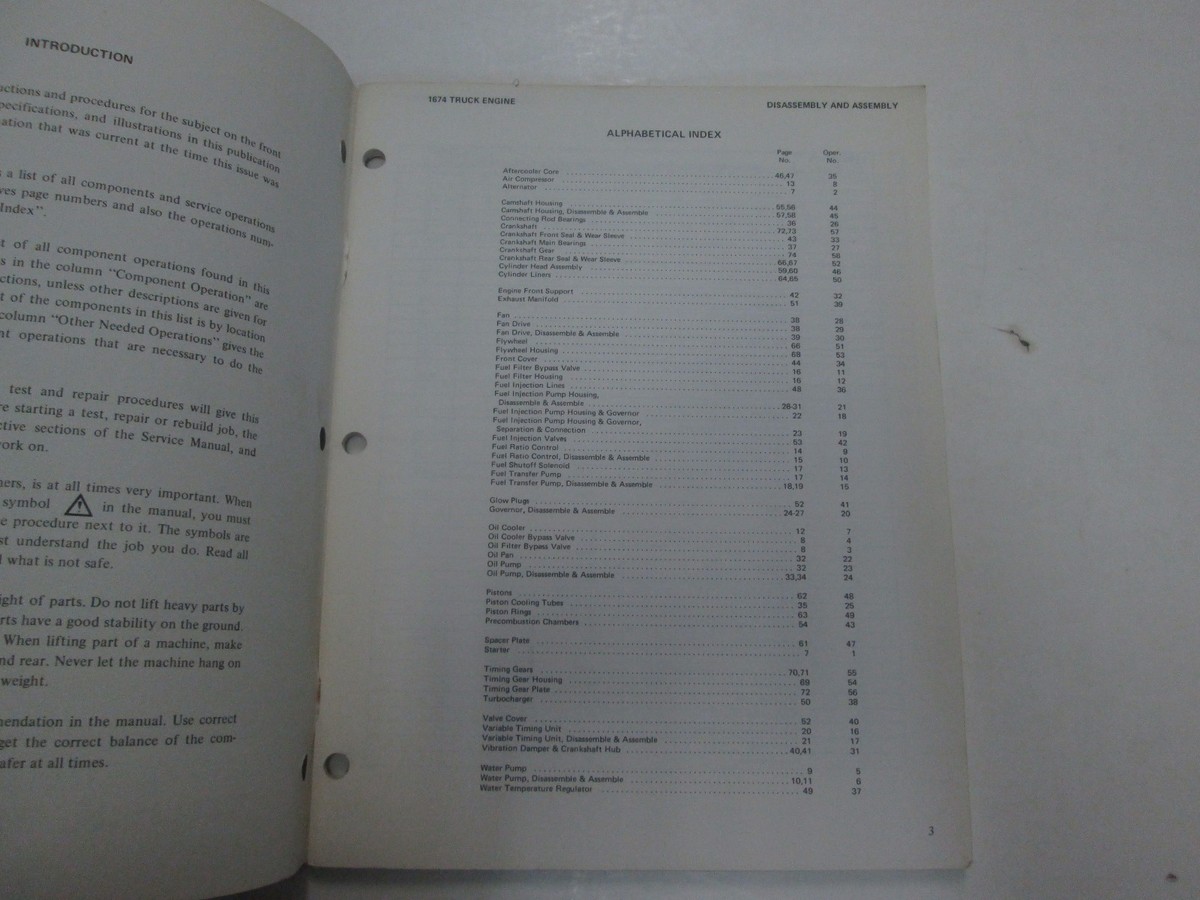 INTRODUCTION
uctions and procedures for the subject on the front
pecifications, and illustrations in this publication
ation that was current at the time this issue was
s a list of all components and service operations
ves page numbers and also the operations num-
Index".
t of all component operations found in this
s in the column "Component Operation" are
ctions, unless other descriptions are given for
t of the components in this list is by location
column "Other Needed Operations" gives the
nt operations that are necessary to do the
test and repair procedures will give this
re starting a test, repair or rebuild job, the
ctive sections of the Service Manual, and
work on.
ners, is at all times very important. When
symbol in the manual, you must
e procedure next to it. The symbols are
st understand the job you do. Read all
what is not safe.
ight of parts. Do not lift heavy parts by
rts have a good stability on the ground.
When lifting part of a machine, make
nd rear. Never let the machine hang on
weight.
mendation in the manual. Use correct
get the correct balance of the com-
afer at all times.
1674 TRUCK ENGINE DISASSEMBLY AND ASSEMBLY
ALPHABETICAL INDEX
Page Oper.
No. No.
Aftercooler Core 46,47 35
Air Compressor 13 8
Alternator 7 2
Camshaft Housing 55,56 44
Camshaft Housing, Disassemble & Assemble 57,58 45
Connecting Rod Bearings 36 26
Crankshaft 72,73 57
Crankshaft Front Seal & Wear Sleeve 43 33
Crankshaft Main Bearings 37 27
Crankshaft Gear 74 58
Crankshaft Rear Seal & Wear Sleeve 66,67 52
Cylinder Head Assembly 59,60 46
Cylinder Liners 64,65 50
Engine Front Support 42 32
Exhaust Manifold 51 39
Fan 38 28
Fan Drive 38 29
Fan Drive, Disassemble & Assemble 39 30
Flywheel 66 51
Flywheel Housing 68 53
Front Cover 44 34
Fuel Filter Bypass Valve 16 11
Fuel Filter Housing 16 12
Fuel Injection Lines 48 36
Fuel Injection Pump Housing,
Disassemble & Assemble 28-31 21
Fuel Injection Pump Housing & Governor 22 18
Fuel Injection Pump Housing & Governor,
Separation & Connection 23 19
Fuel Injection Valves 53 42
Fuel Ratio Control 14 9
Fuel Ratio Control, Disassemble & Assemble 15 10
Fuel Shutoff Solenoid 17 13
Fuel Transfer Pump 17 14
Fuel Transfer Pump, Disassemble & Assemble 18,19 15
Glow Plugs 52 41
Governor, Disassemble & Assemble 24-27 20
Oil Cooler 12 7
Oil Cooler Bypass Valve 8 4
Oil Filter Bypass Valve 8 3
Oil Pan 32 22
Oil Pump 32 23
Oil Pump, Disassemble & Assemble 33,34 24
Pistons 62 48
Piston Cooling Tubes 35 25
Piston Rings 63 49
Precombustion Chambers 54 43
Spacer Plate 61 47
Starter 7 1
Timing Gears 70,71 55
Timing Gear Housing 69 54
Timing Gear Plate 72 56
Turbocharger 50 38
Valve Cover 52 40
Variable Timing Unit 20 16
Variable Timing Unit, Disassemble & Assemble 21 17
Vibration Damper & Crankshaft Hub 40,41 31
Water Pump 9 5
Water Pump, Disassemble & Assemble 10,11 6
Water Temperature Regulator 49 37
3